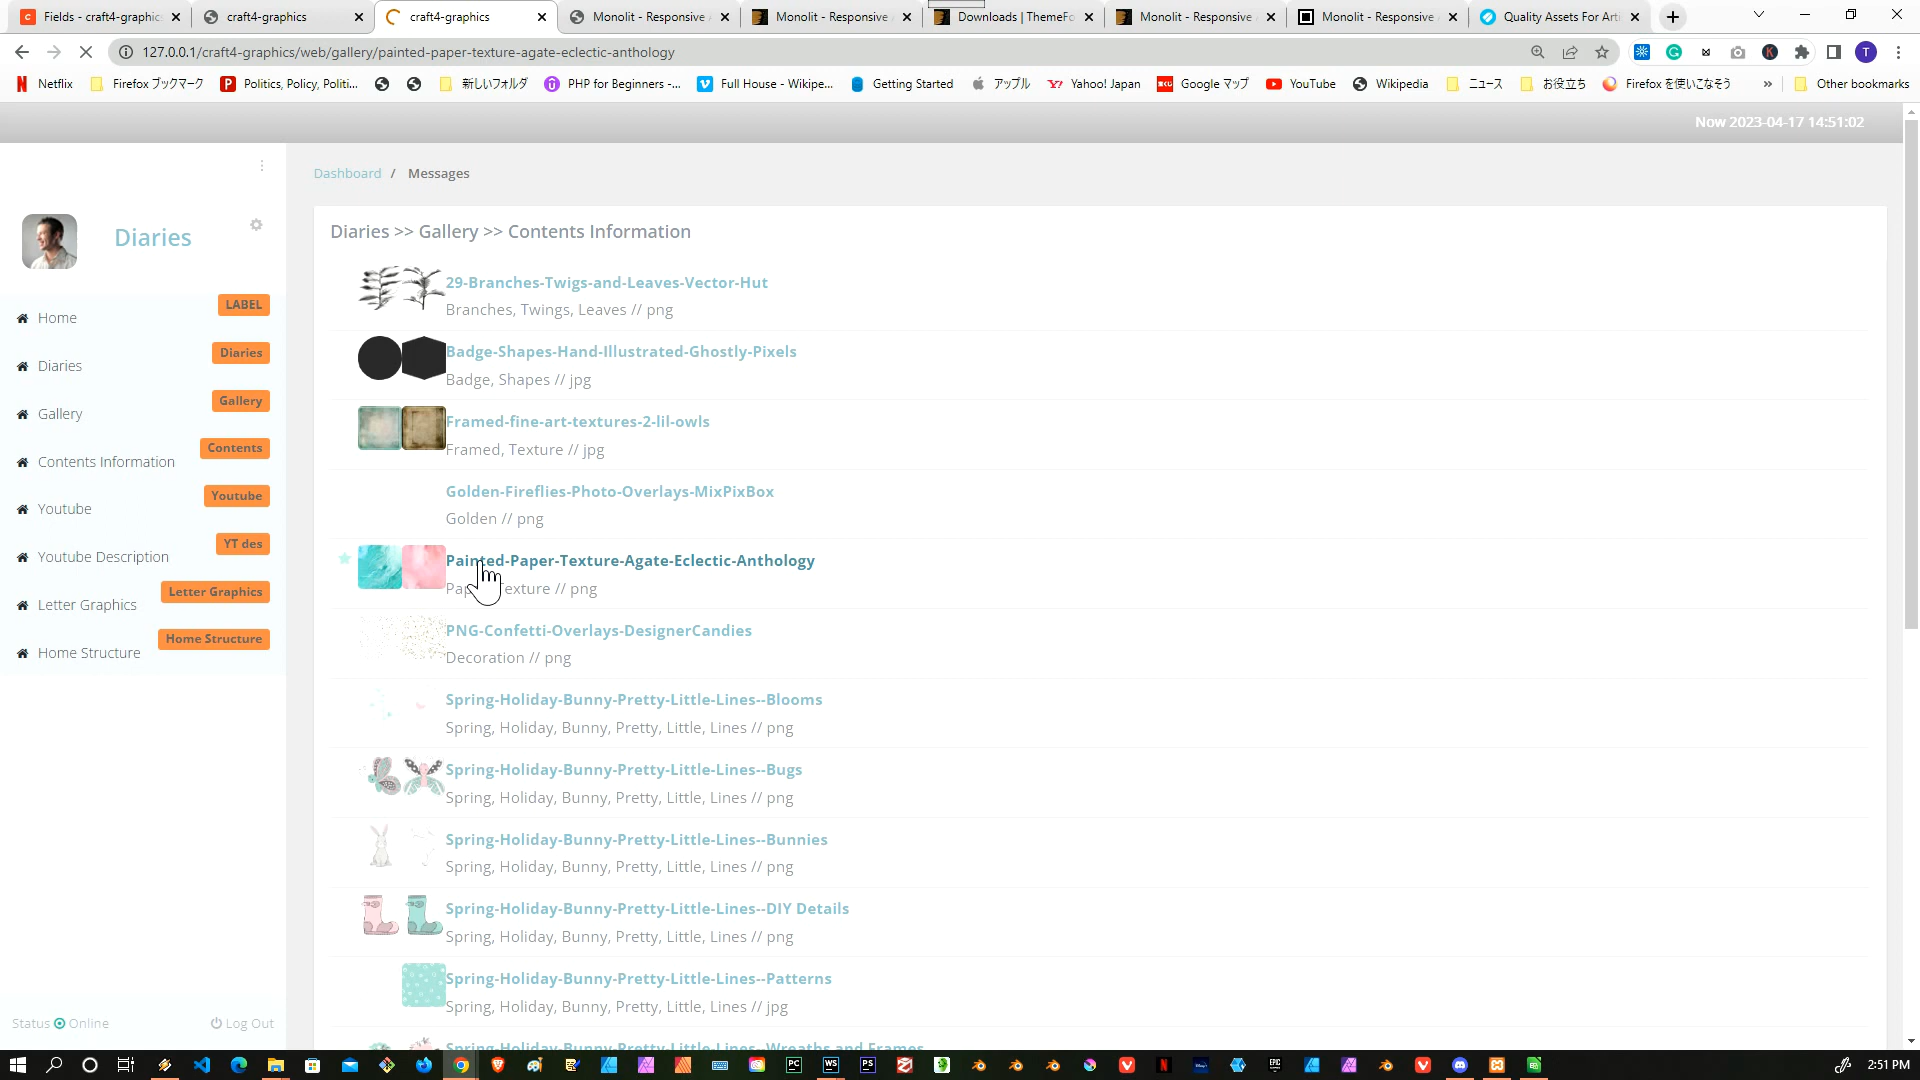 Fields - craft4-graphic
craft4-graphics
craft4-graphics
Monolit - Responsive
Monolit - Responsive
Downloads | ThemeFo
Monolit - Responsive
Monolit - Responsive
Quality Assets For Arti
127.0.0.1/craft4-graphics/web/gallery/painted-paper-texture-agate-eclectic-anthology
Netflix
Firefox ブックマーク
Politics, Policy, Politi...
新しいフォルダ
PHP for Beginners -...
Full House - Wikipe...
Getting Started
アップル
Yahoo! Japan
Google マップ
YouTube
Wikipedia
ニュース
お役立ち
Firefox を使いこなそう
»
Other bookmarks
Now 2023-04-17 14:51:02
Dashboard / Messages
Diaries
LABEL
Home
Diaries
Diaries
Gallery
Gallery
Contents
Contents Information
Youtube
Youtube
YT des
Youtube Description
Letter Graphics
Letter Graphics
Home Structure
Home Structure
Status Online
Log Out
Diaries >> Gallery >> Contents Information
29-Branches-Twigs-and-Leaves-Vector-Hut
Branches, Twings, Leaves // png
Badge-Shapes-Hand-Illustrated-Ghostly-Pixels
Badge, Shapes // jpg
Framed-fine-art-textures-2-lil-owls
Framed, Texture // jpg
Golden-Fireflies-Photo-Overlays-MixPixBox
Golden // png
Painted-Paper-Texture-Agate-Eclectic-Anthology
Pap exture // png
PNG-Confetti-Overlays-DesignerCandies
Decoration // png
Spring-Holiday-Bunny-Pretty-Little-Lines--Blooms
Spring, Holiday, Bunny, Pretty, Little, Lines // png
Spring-Holiday-Bunny-Pretty-Little-Lines--Bugs
Spring, Holiday, Bunny, Pretty, Little, Lines // png
Spring-Holiday-Bunny-Pretty-Little-Lines--Bunnies
Spring, Holiday, Bunny, Pretty, Little, Lines // png
Spring-Holiday-Bunny-Pretty-Little-Lines--DIY Details
Spring, Holiday, Bunny, Pretty, Little, Lines // png
Spring-Holiday-Bunny-Pretty-Little-Lines--Patterns
Spring, Holiday, Bunny, Pretty, Little, Lines // jpg
Spring-Holiday-Bunny-Pretty-Little-Lines--Wreaths and Frames
2:51 PM